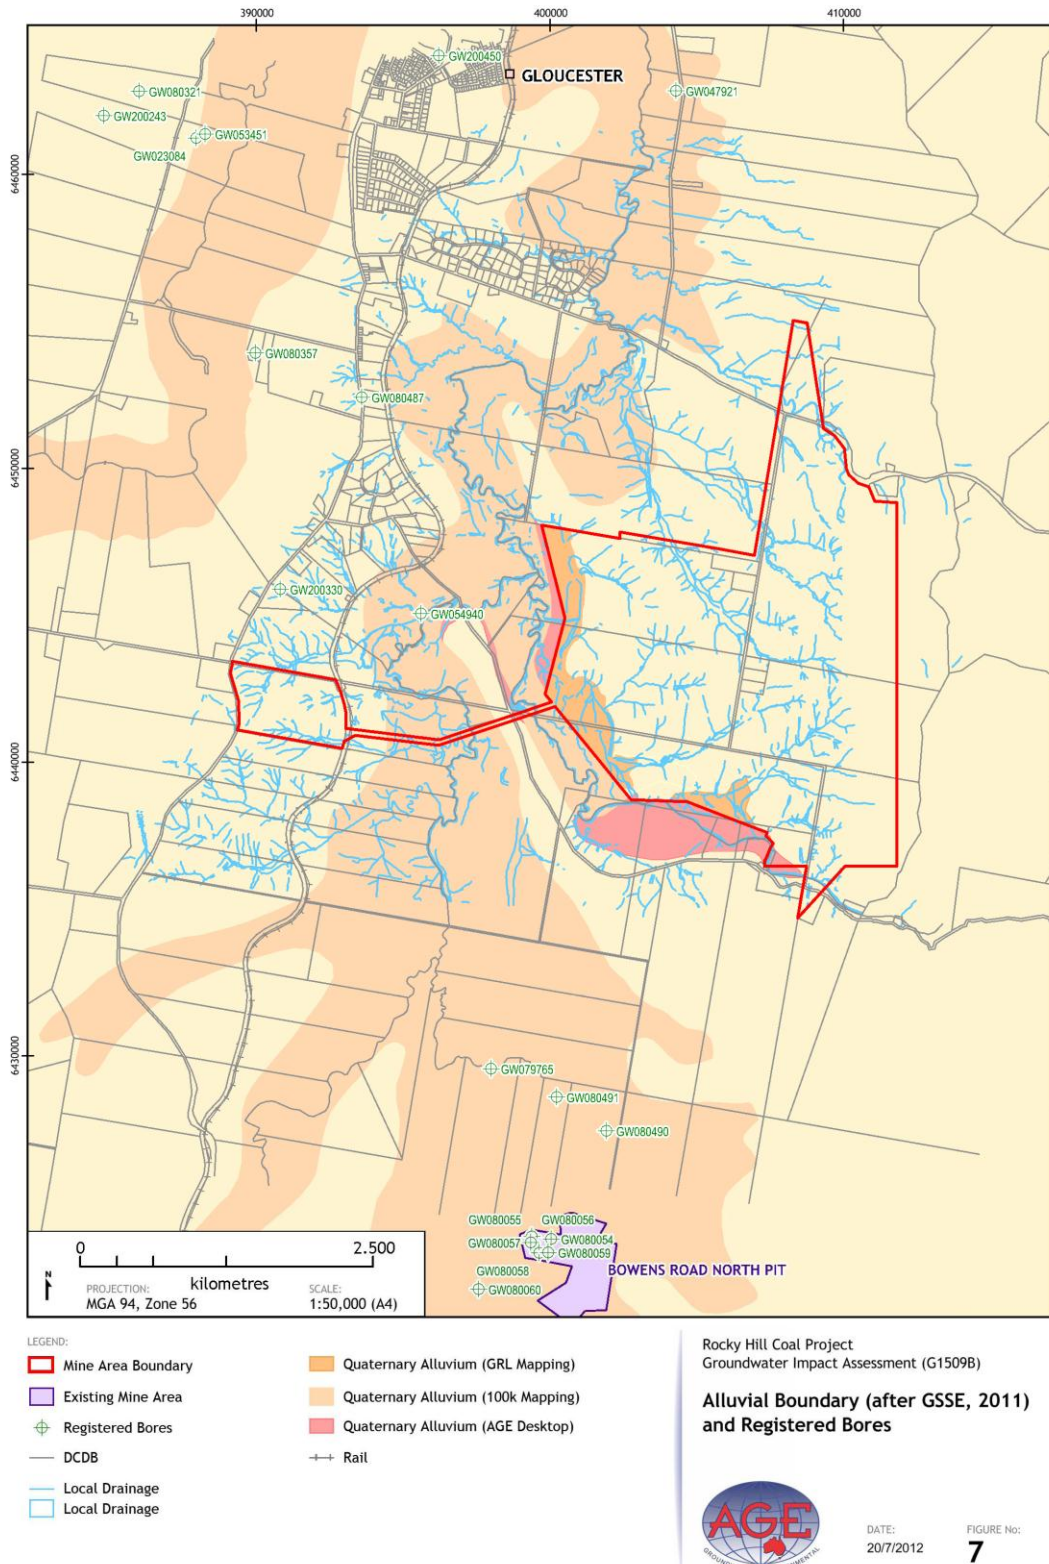 390000
400000
410000
GW200450
GLOUCESTER
GW080321
GW047921
GW200243
GW053451
GW023084
6460000
GW080357
GW080487
6450000
GW200330
GW054940
6440000
6430000
GW079765
GW080491
GW080490
GW080055
GW080056
GW080057
GW080054
GW080059
GW080058
BOWENS ROAD NORTH PIT
GW080060
0
2.500
kilometres
N
PROJECTION:
MGA 94, Zone 56
SCALE:
1:50,000 (A4)
LEGEND:
Mine Area Boundary
Existing Mine Area
Registered Bores
DCDB
Local Drainage
Local Drainage
Quaternary Alluvium (GRL Mapping)
Quaternary Alluvium (100k Mapping)
Quaternary Alluvium (AGE Desktop)
Rail
Rocky Hill Coal Project
Groundwater Impact Assessment (G1509B)
Alluvial Boundary (after GSSE, 2011)
and Registered Bores
AGE
DATE:
20/7/2012
FIGURE No:
7